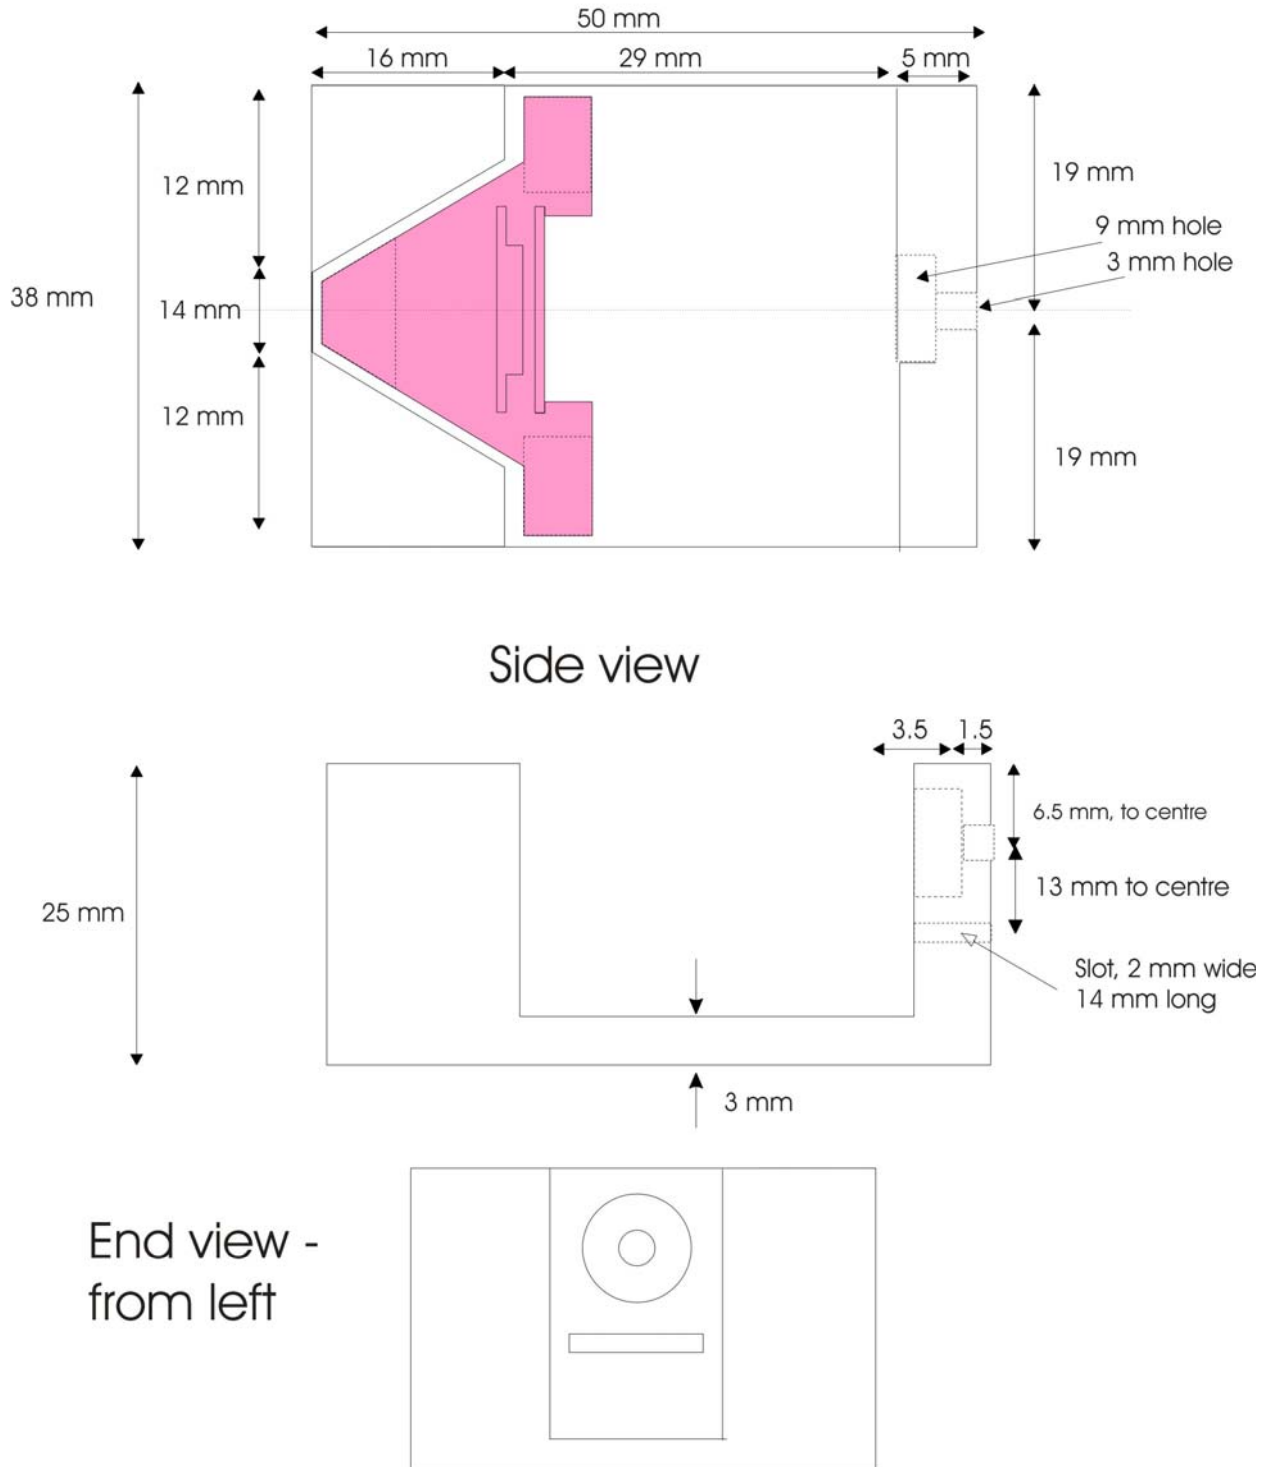 50 mm
16 mm
29 mm
5 mm
12 mm
19 mm
9 mm hole
3 mm hole
38 mm
14 mm
12 mm
19 mm
Side view
3.5
1.5
6.5 mm, to centre
13 mm to centre
25 mm
Slot, 2 mm wide
14 mm long
3 mm
End view -
from left